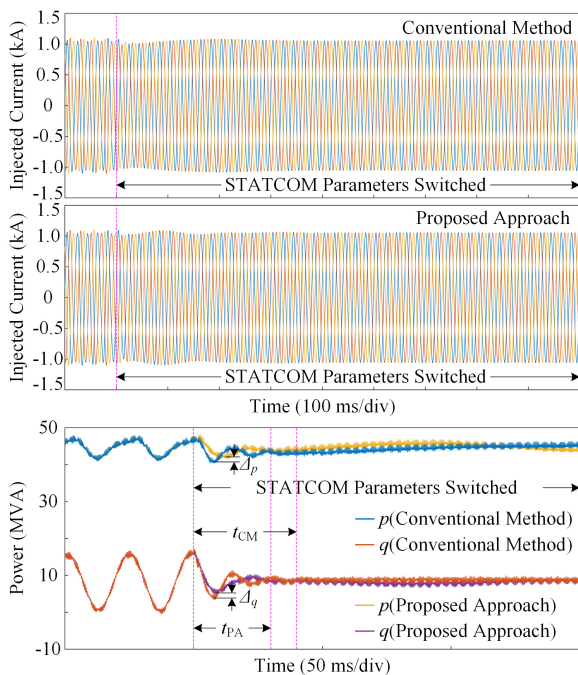 1.5
Conventional Method
1.0
0.5
0
-0.5
-1.0
-1.5
Injected Current (kA)
STATCOM Parameters Switched
1.5
Proposed Approach
1.0
0.5
0
-0.5
-1.0
-1.5
Injected Current (kA)
STATCOM Parameters Switched
Time (100 ms/div)
50
30
10
-10
Power (MVA)
Δp
STATCOM Parameters Switched
tCM
p(Conventional Method)
q(Conventional Method)
Δq
p(Proposed Approach)
tPA
q(Proposed Approach)
Time (50 ms/div)